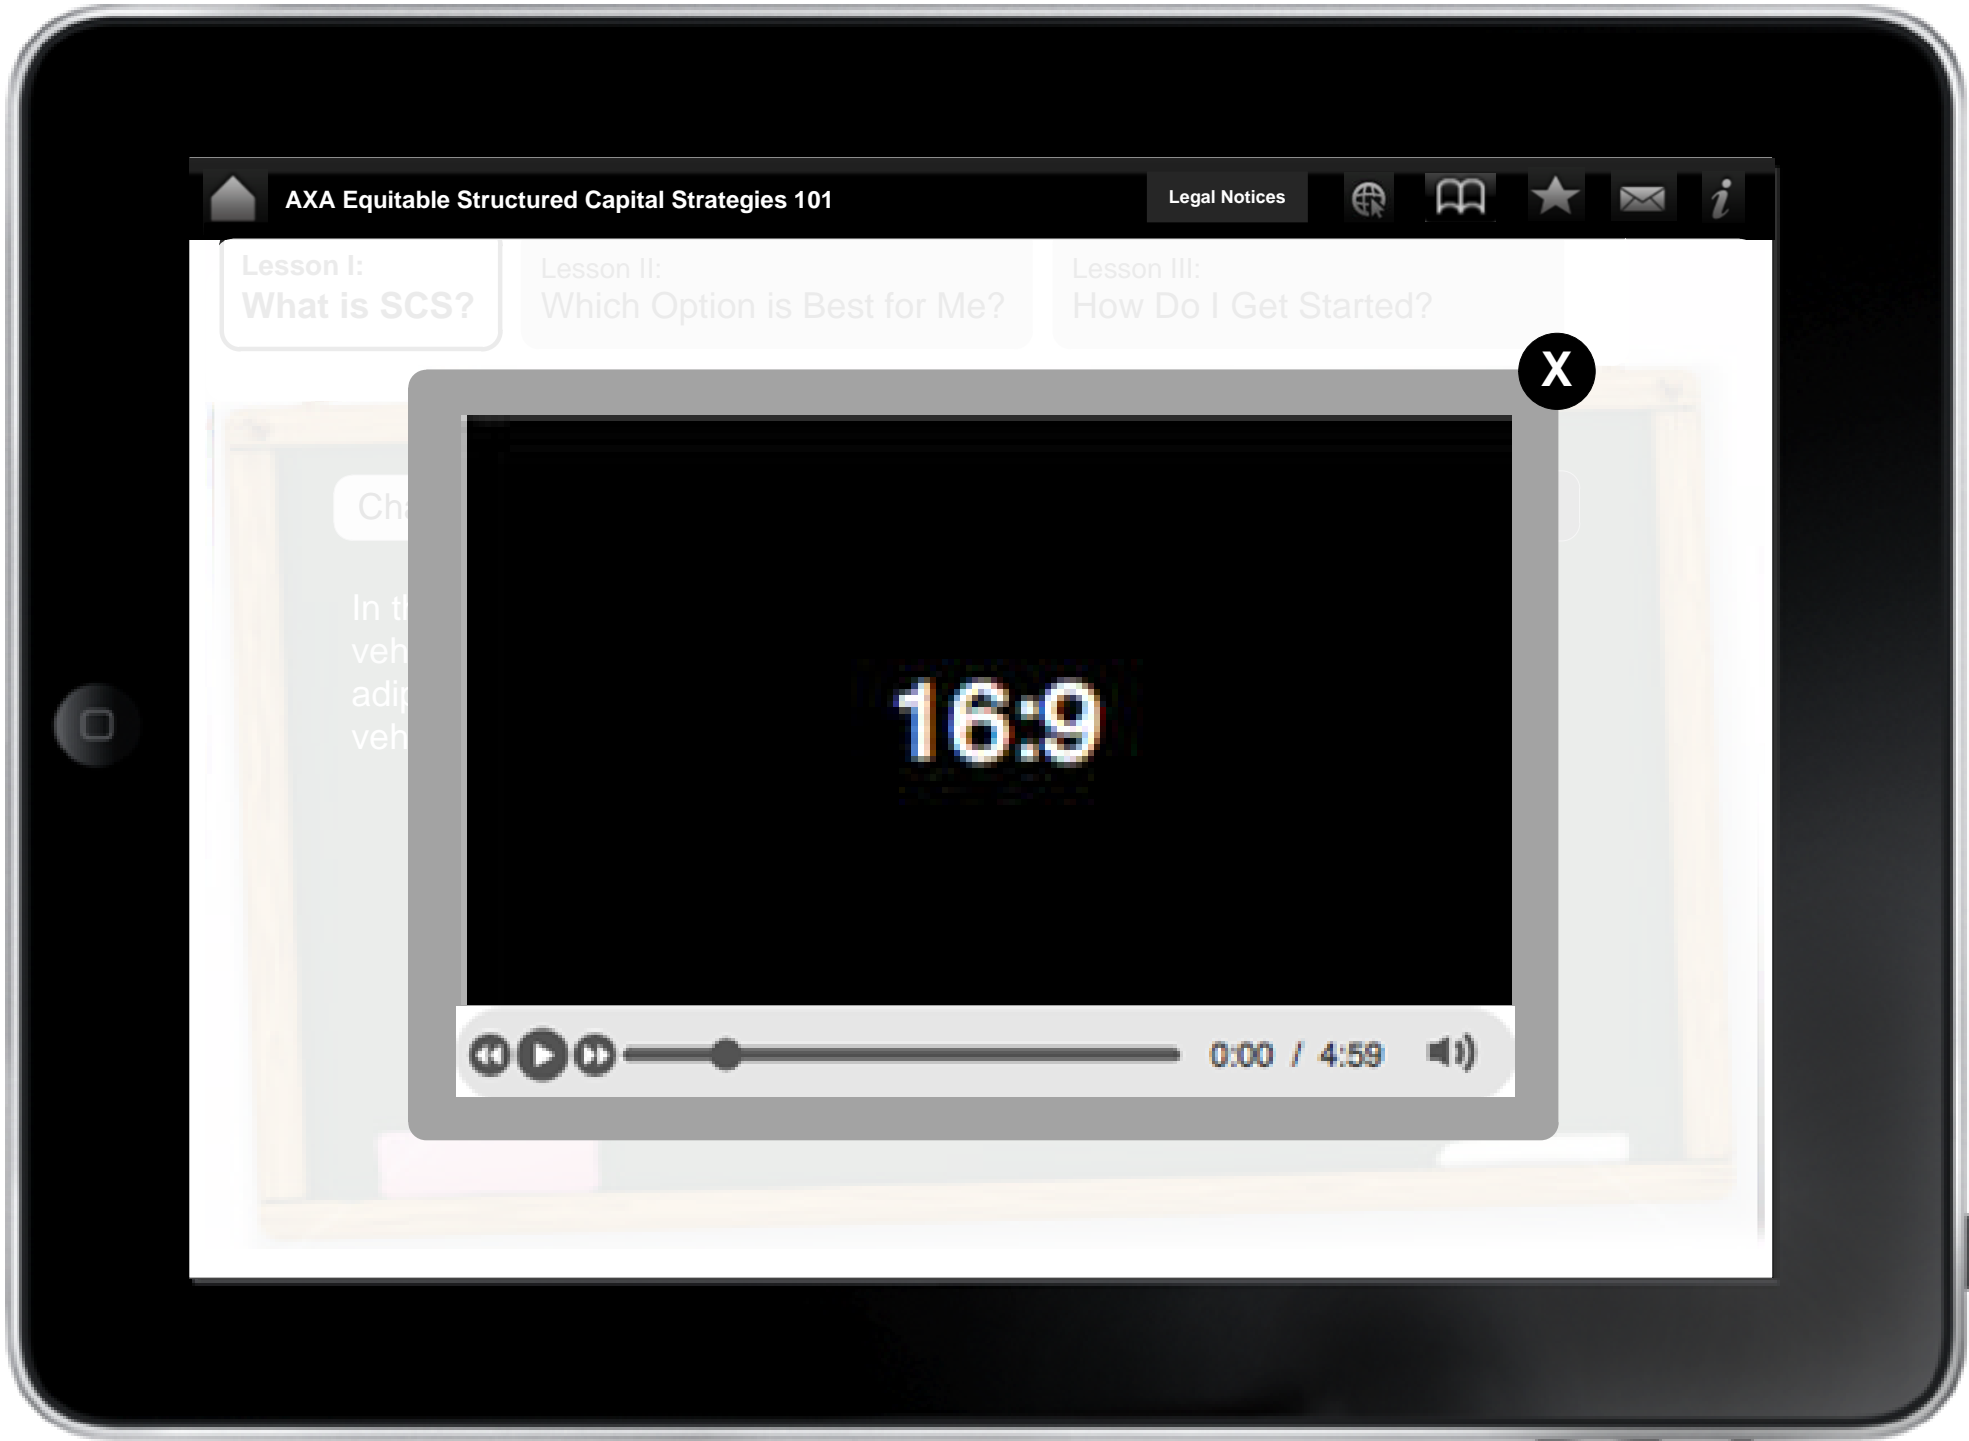 AXA Equitable Structured Capital Strategies 101
Legal Notices
Lesson I:
What is SCS?
Lesson II:
Which Option is Best for Me?
Lesson III:
How Do I Get Started?
X
In
16:9
0:00 / 4:59